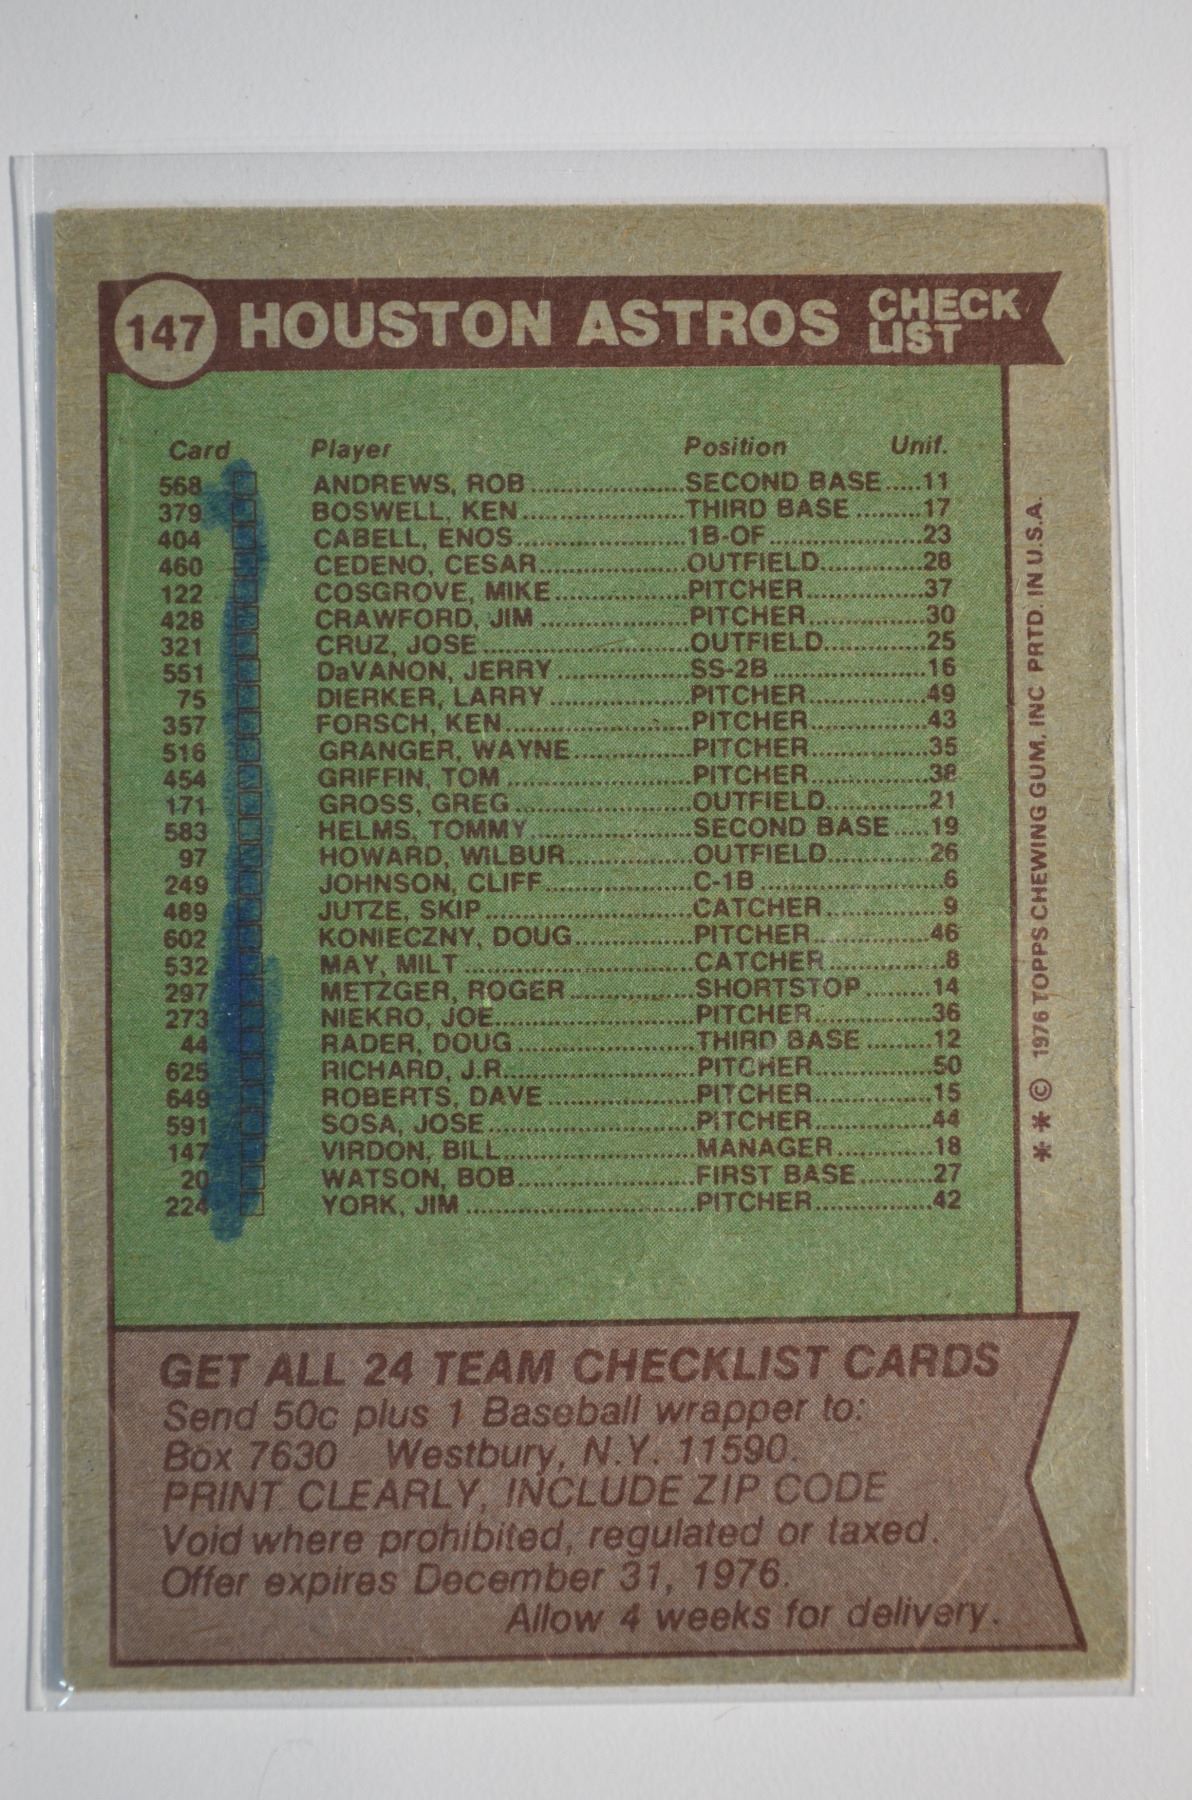 147 HOUSTON ASTROS CHECK LIST
Card Player Position Unif.
568 ANDREWS, ROB SECOND BASE 11
379 BOSWELL, KEN THIRD BASE 17
404 CABELL, ENOS 1B-OF 23
460 CEDENO, CESAR OUTFIELD 28
122 COSGROVE, MIKE PITCHER 37
428 CRAWFORD, JIM PITCHER 30
321 CRUZ, JOSE OUTFIELD 25
551 DaVANON, JERRY SS-2B 16
75 DIERKER, LARRY PITCHER 49
357 FORSCH, KEN PITCHER 43
516 GRANGER, WAYNE PITCHER 35
454 GRIFFIN, TOM PITCHER 38
171 GROSS, GREG OUTFIELD 21
583 HELMS, TOMMY SECOND BASE 19
97 HOWARD, WILBUR OUTFIELD 26
249 JOHNSON, CLIFF C-1B 6
489 JUTZE, SKIP CATCHER 9
602 KONIECZNY, DOUG PITCHER 46
532 MAY, MILT CATCHER 8
297 METZGER, ROGER SHORTSTOP 14
273 NIEKRO, JOE PITCHER 36
44 RADER, DOUG THIRD BASE 12
625 RICHARD, J.R. PITCHER 50
649 ROBERTS, DAVE PITCHER 15
591 SOSA, JOSE PITCHER 44
147 VIRDON, BILL MANAGER 18
20 WATSON, BOB FIRST BASE 27
224 YORK, JIM PITCHER 42
GET ALL 24 TEAM CHECKLIST CARDS
Send 50c plus 1 Baseball wrapper to:
Box 7630 Westbury, N.Y. 11590.
PRINT CLEARLY, INCLUDE ZIP CODE
Void where prohibited, regulated or taxed.
Offer expires December 31, 1976.
Allow 4 weeks for delivery.
** © 1976 TOPPS CHEWING GUM, INC PRTD. IN U.S.A.